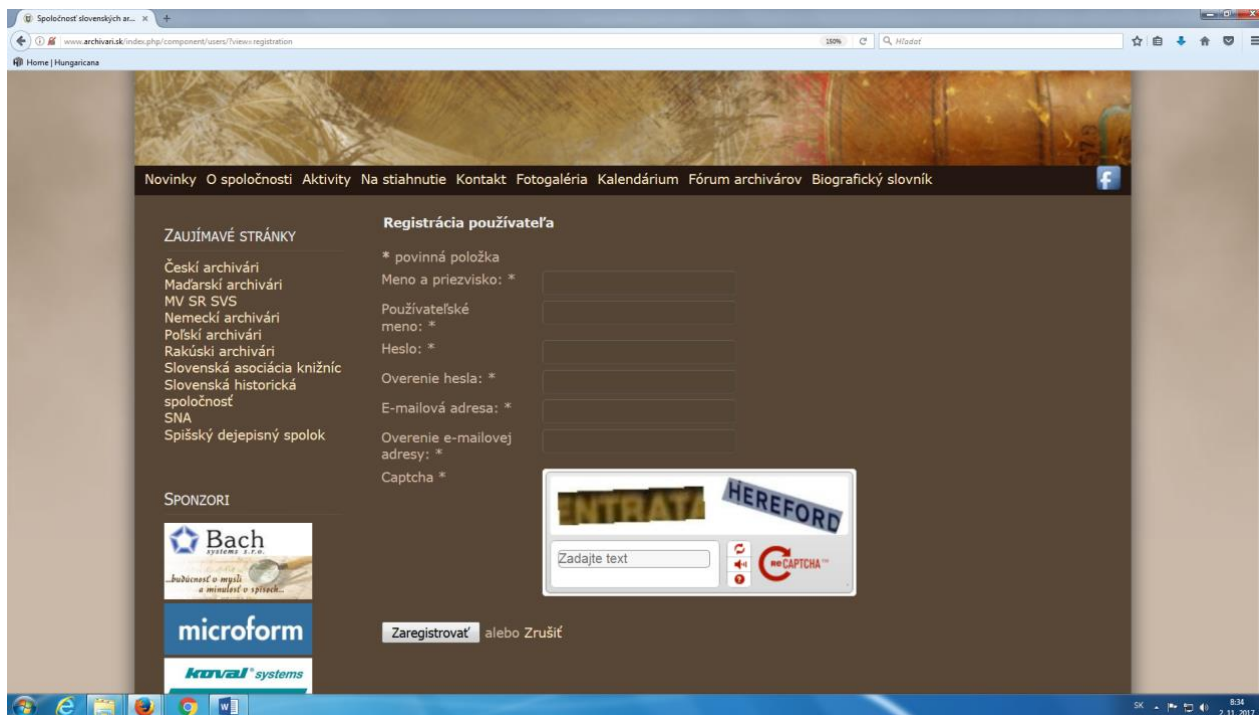 Spoločnosť slovenských ar...
www.archivari.sk/index.php/component/users/?view=registration
150%
Hľadať
Home | Hungaricana
Novinky O spoločnosti Aktivity Na stiahnutie Kontakt Fotogaléria Kalendárium Fórum archivárov Biografický slovník
f
ZAUJÍMAVÉ STRÁNKY
Českí archivári
Maďarskí archivári
MV SR SVS
Nemeckí archivári
Poľskí archivári
Rakúski archivári
Slovenská asociácia knižníc
Slovenská historická
spoločnosť
SNA
Spišský dejepisný spolok
SPONZORI
Bach
systems s.r.o.
...budúcnosť v mysli
a minulosť v spisech...
microform
koval systems
Registrácia používateľa
* povinná položka
Meno a priezvisko: *
Používateľské
meno: *
Heslo: *
Overenie hesla: *
E-mailová adresa: *
Overenie e-mailovej
adresy: *
Captcha *
ENTRATA HEREFORD
Zadajte text
reCAPTCHA™
Zaregistrovať alebo Zrušiť
SK
8:34
2. 11. 2017